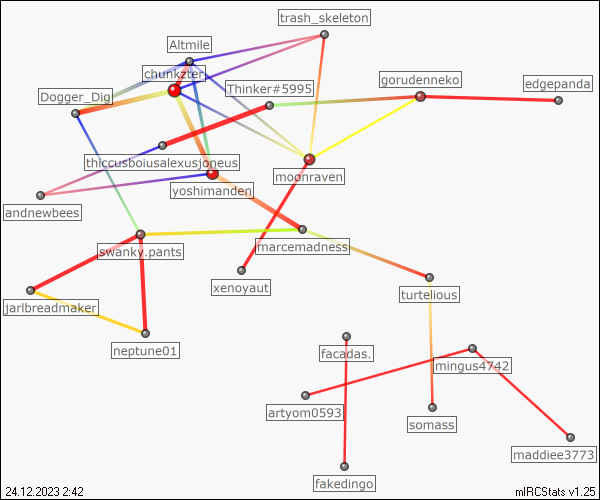 trash_skeleton
Altmile
chunkzter
gorudenneko
edgepanda
Thinker#5995
Dogger_Dig
thiccusboiusalexusjoneus
moonraven
yoshimanden
andnewbees
marcemadness
swanky.pants
xenoyaut
turtelious
jarlbreadmaker
neptune01
facadas.
mingus4742
artyom0593
somass
maddiee3773
fakedingo
24.12.2023 2:42
mIRCStats v1.25